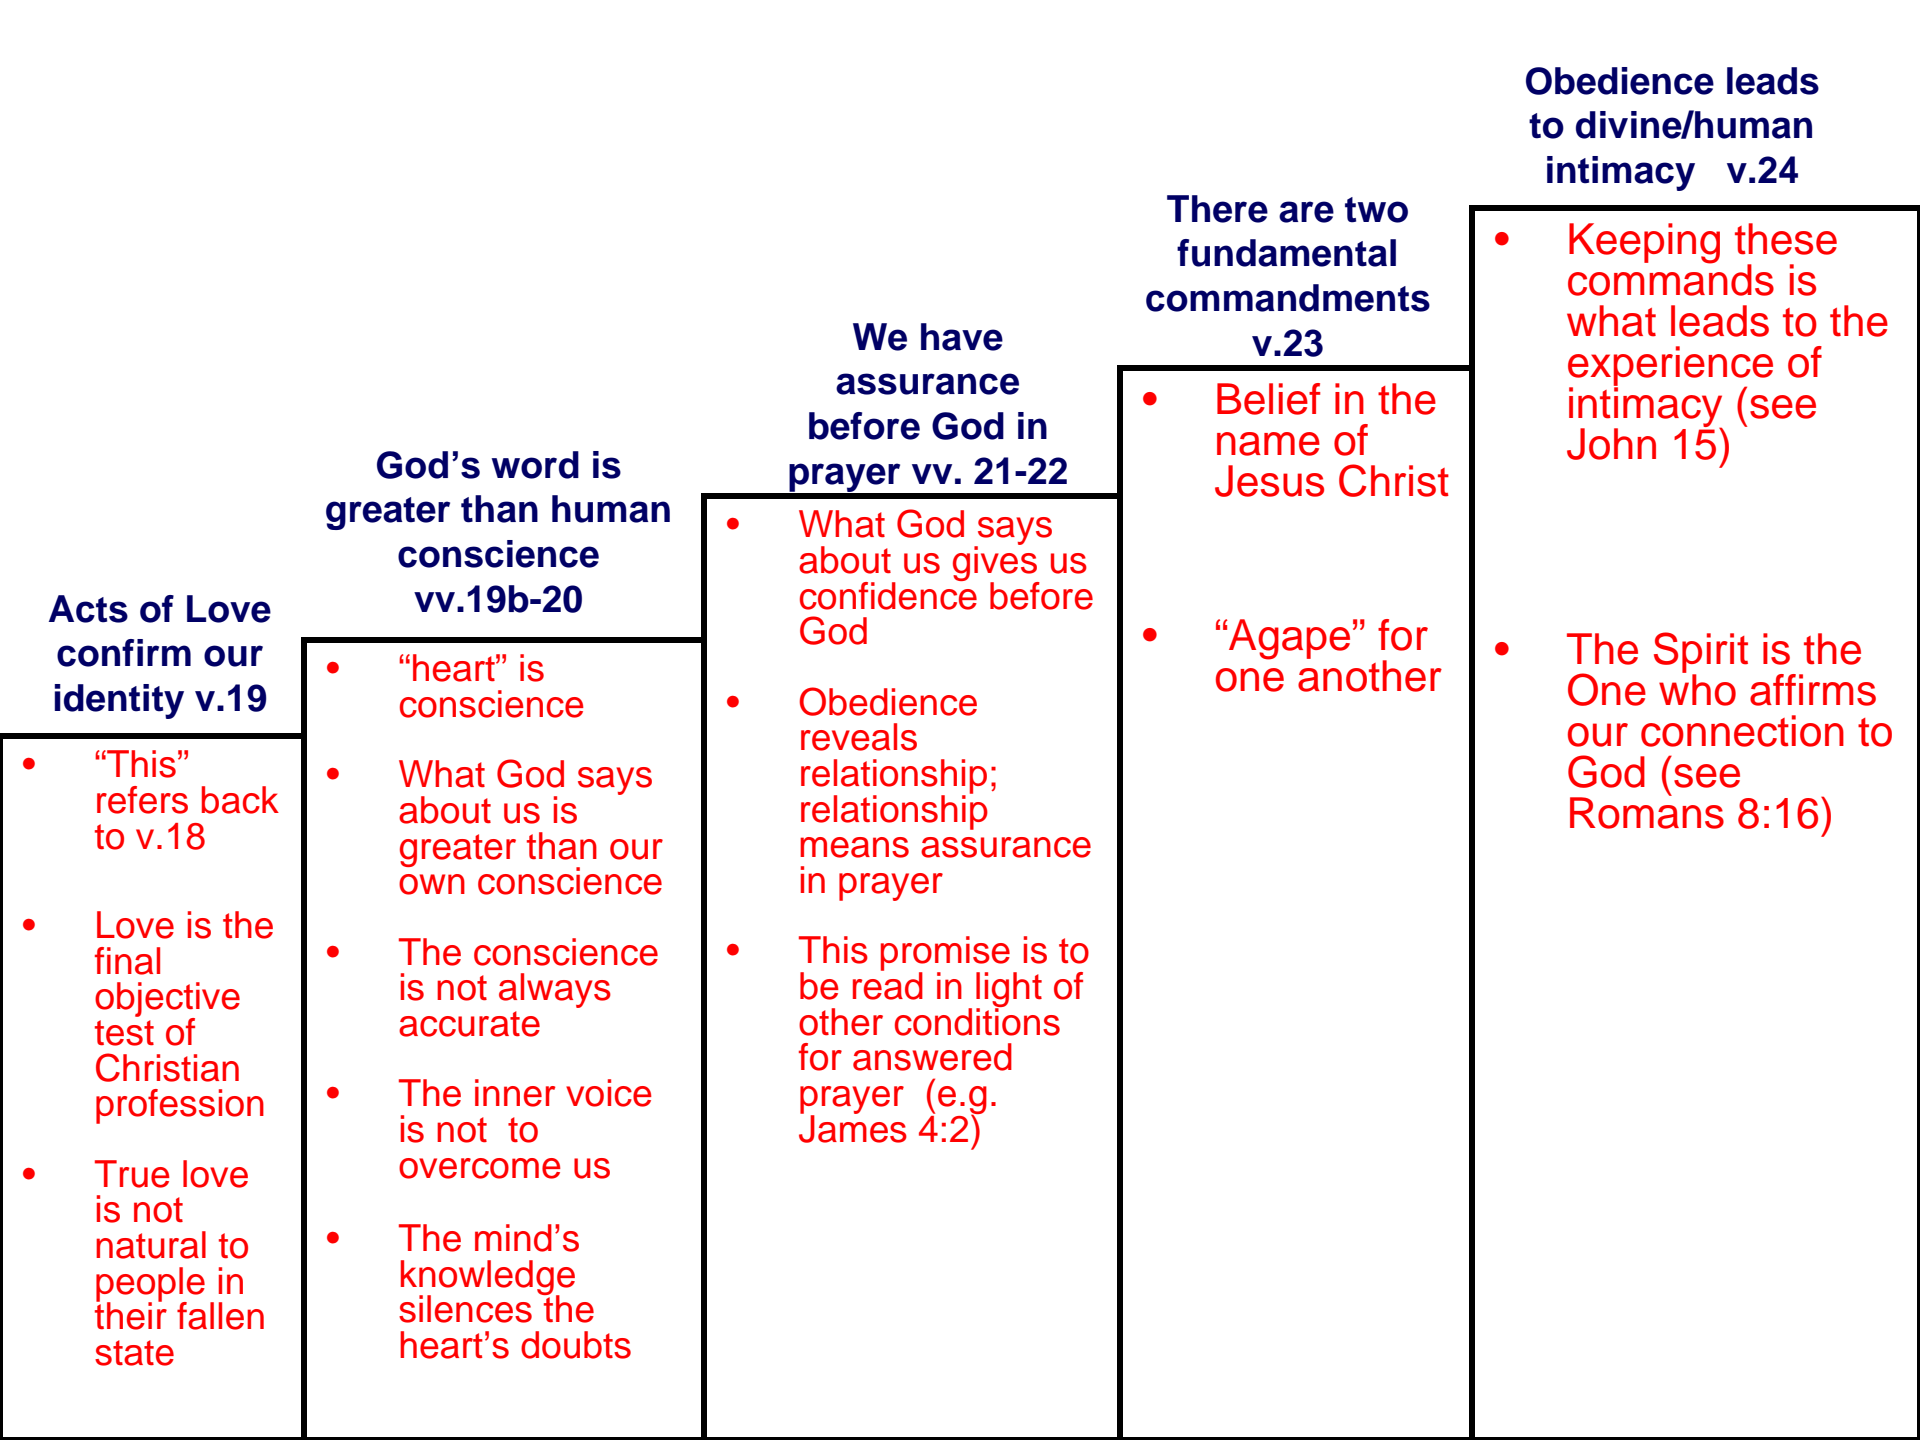 Acts of Love
confirm our
identity v.19
• “This”
refers back
to v.18
• Love is the
final
objective
test of
Christian
profession
• True love
is not
natural to
people in
their fallen
state
God’s word is
greater than human
conscience
vv.19b-20
• “heart” is
conscience
• What God says
about us is
greater than our
own conscience
• The conscience
is not always
accurate
• The inner voice
is not  to
overcome us
• The mind’s
knowledge
silences the
heart’s doubts
We have
assurance
before God in
prayer vv. 21-22
• What God says
about us gives us
confidence before
God
• Obedience
reveals
relationship;
relationship
means assurance
in prayer
• This promise is to
be read in light of
other conditions
for answered
prayer  (e.g.
James 4:2)
There are two
fundamental
commandments
v.23
• Belief in the
name of
Jesus Christ
• “Agape” for
one another
Obedience leads
to divine/human
intimacy   v.24
• Keeping these
commands is
what leads to the
experience of
intimacy (see
John 15)
• The Spirit is the
One who affirms
our connection to
God (see
Romans 8:16)